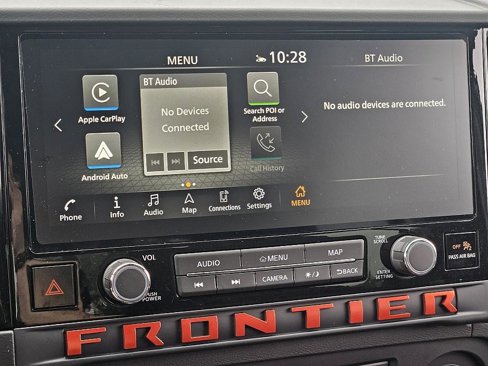 MENU
10:28
BT Audio
Apple CarPlay
BT Audio
No Devices
Connected
Source
Search POI or
Address
No audio devices are connected.
Android Auto
Call History
Phone
Info
Audio
Map
Connections
Settings
MENU
VOL
PUSH
POWER
AUDIO
MENU
MAP
CAMERA
BACK
TUNE
SCROLL
ENTER
SETTING
OFF
PASS AIR BAG
FRONTIER